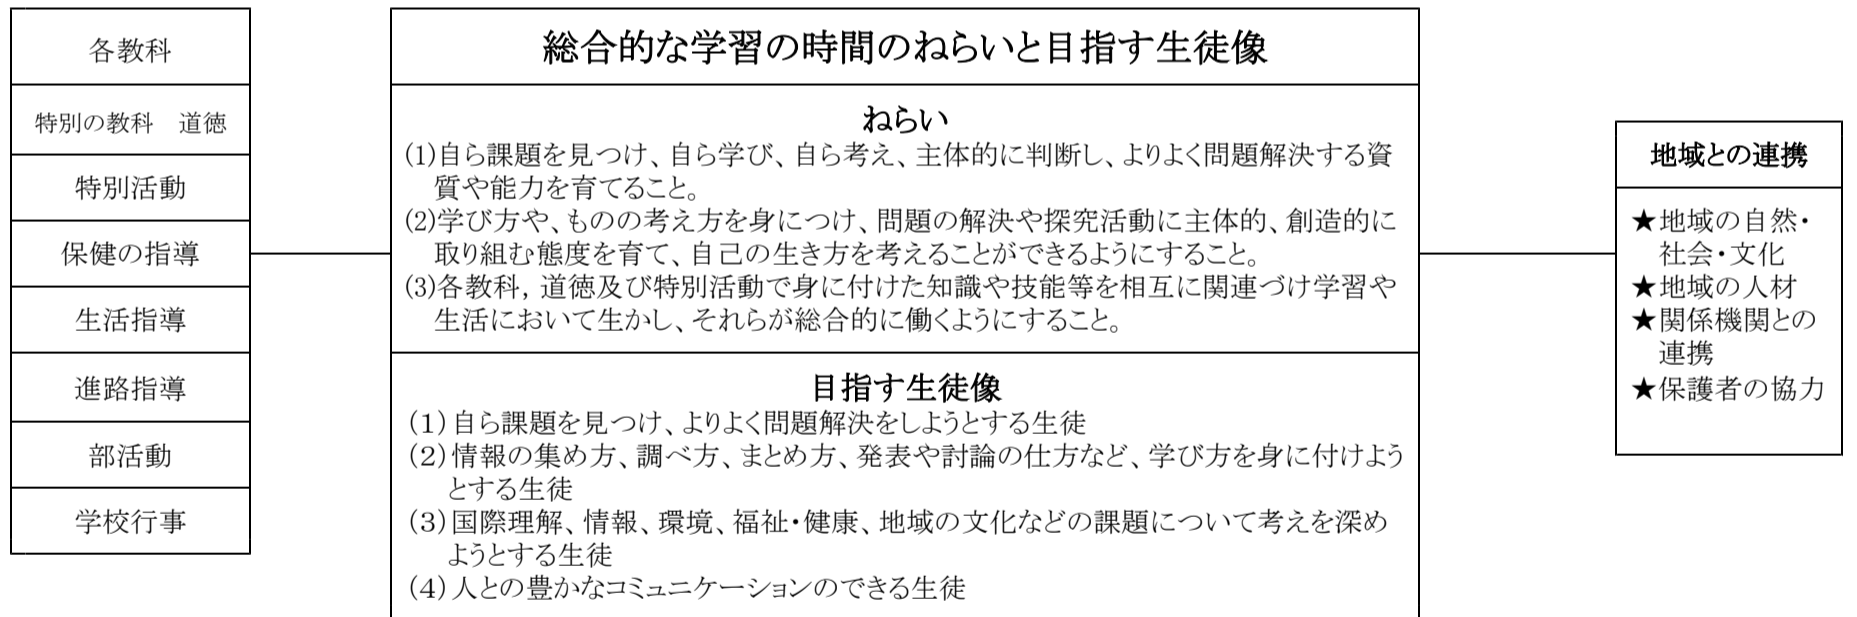 各教科
特別の教科　道徳
特別活動
保健の指導
生活指導
進路指導
部活動
学校行事
総合的な学習の時間のねらいと目指す生徒像
ねらい
(1)自ら課題を見つけ、自ら学び、自ら考え、主体的に判断し、よりよく問題解決する資
質や能力を育てること。
(2)学び方や、ものの考え方を身につけ、問題の解決や探究活動に主体的、創造的に
取り組む態度を育て、自己の生き方を考えることができるようにすること。
(3)各教科，道徳及び特別活動で身に付けた知識や技能等を相互に関連づけ学習や
生活において生かし、それらが総合的に働くようにすること。
目指す生徒像
(1) 自ら課題を見つけ、よりよく問題解決をしようとする生徒
(2) 情報の集め方、調べ方、まとめ方、発表や討論の仕方など、学び方を身に付けよう
とする生徒
(3) 国際理解、情報、環境、福祉・健康、地域の文化などの課題について考えを深め
ようとする生徒
(4) 人との豊かなコミュニケーションのできる生徒
地域との連携
★地域の自然・
社会・文化
★地域の人材
★関係機関との
連携
★保護者の協力